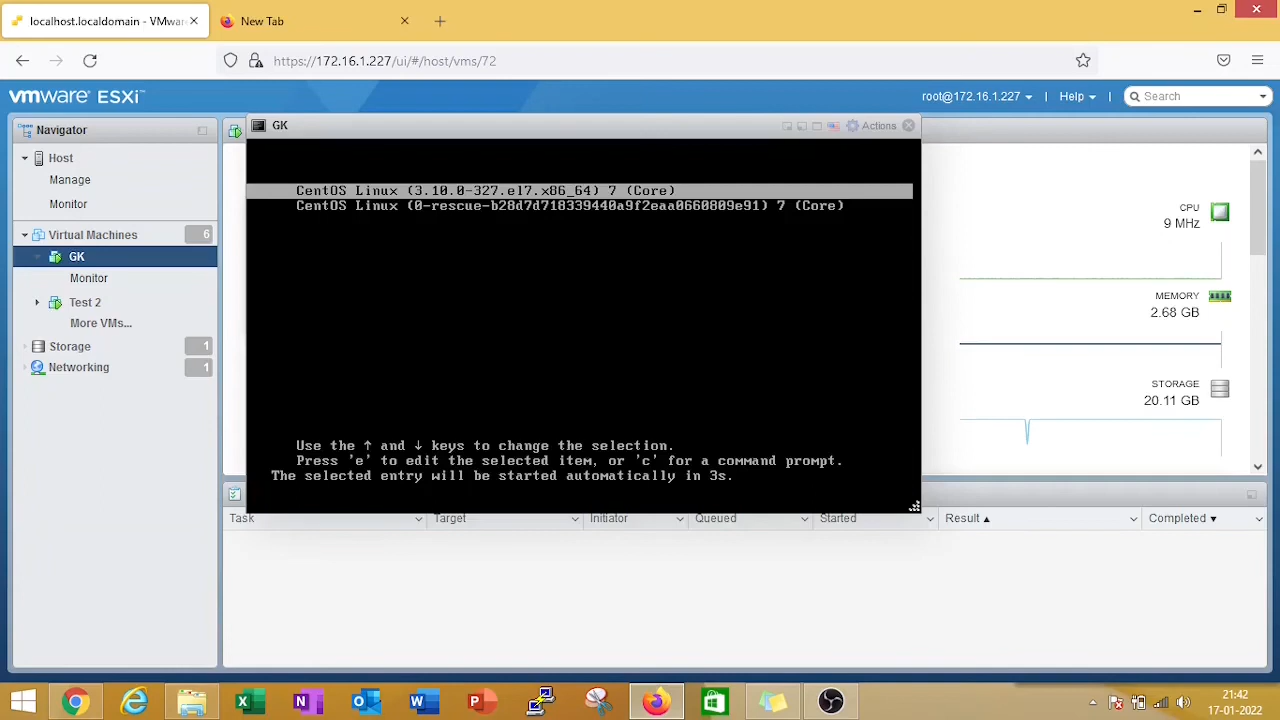 localhost.localdomain - VMwar
New Tab
https://172.16.1.227/ui/#/host/vms/72
vmware ESXi™
root@172.16.1.227
Help
Search
Navigator
Host
Manage
Monitor
Virtual Machines
6
GK
Monitor
Test 2
More VMs...
Storage
1
Networking
1
GK
Actions
CentOS Linux (3.10.0-327.el7.x86_64) 7 (Core)
CentOS Linux (0-rescue-b28d7d718339440a9f2eaa0660809e91) 7 (Core)
Use the ↑ and ↓ keys to change the selection.
Press 'e' to edit the selected item, or 'c' for a command prompt.
The selected entry will be started automatically in 3s.
CPU
9 MHz
MEMORY
2.68 GB
STORAGE
20.11 GB
Task
Target
Initiator
Queued
Started
Result
Completed
21:42
17-01-2022